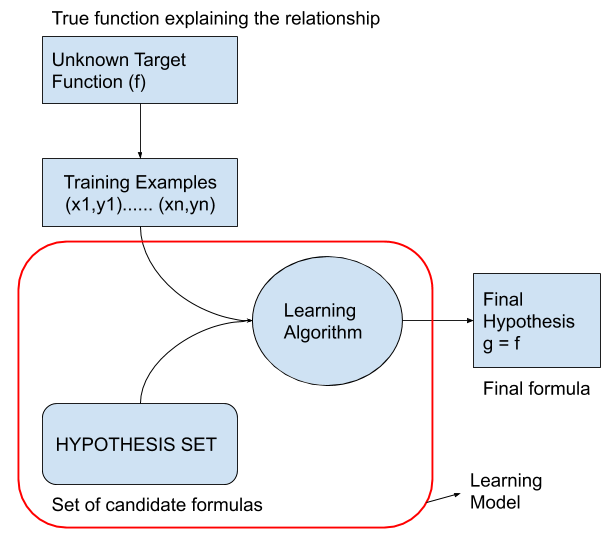 True function explaining the relationship
Unknown Target
Function (f)
Training Examples
(x1,y1)...... (xn,yn)
Learning
Algorithm
Final
Hypothesis
g = f
Final formula
HYPOTHESIS SET
Set of candidate formulas
Learning
Model